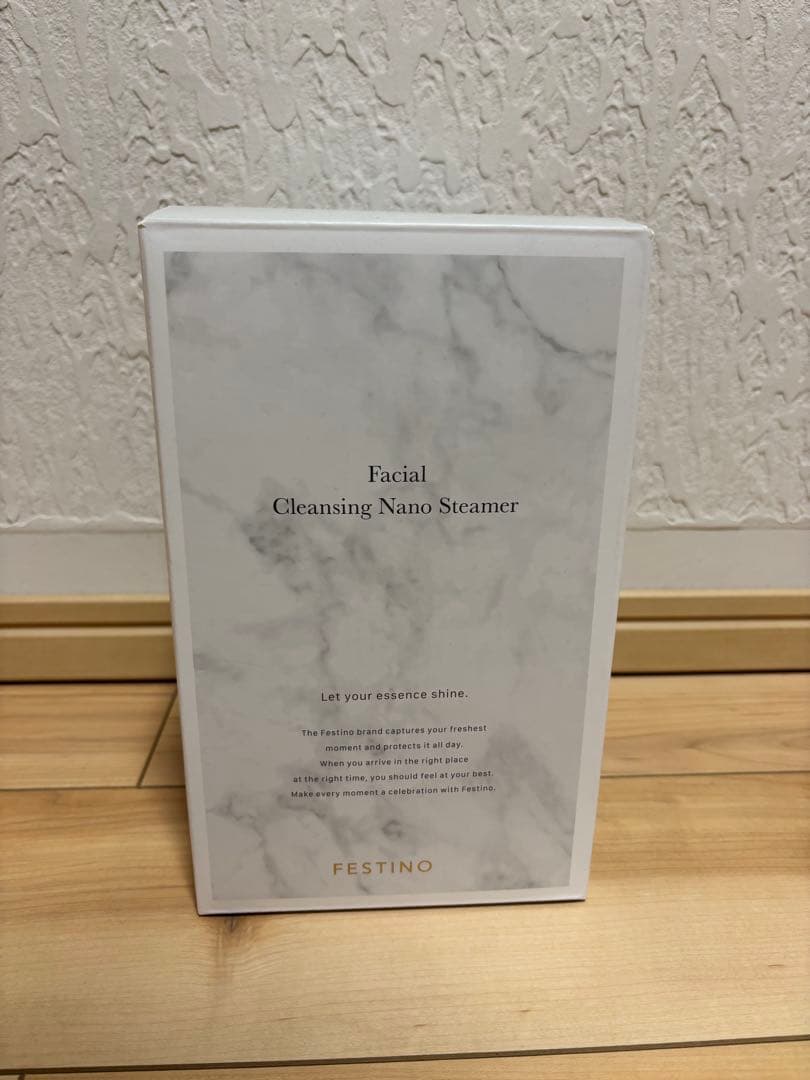 Facial
Cleansing Nano Steamer
Let your essence shine.
The Festino brand captures your freshest
moment and protects it all day.
When you arrive in the right place
at the right time, you should feel at your best.
Make every moment a celebration with Festino.
FESTINO